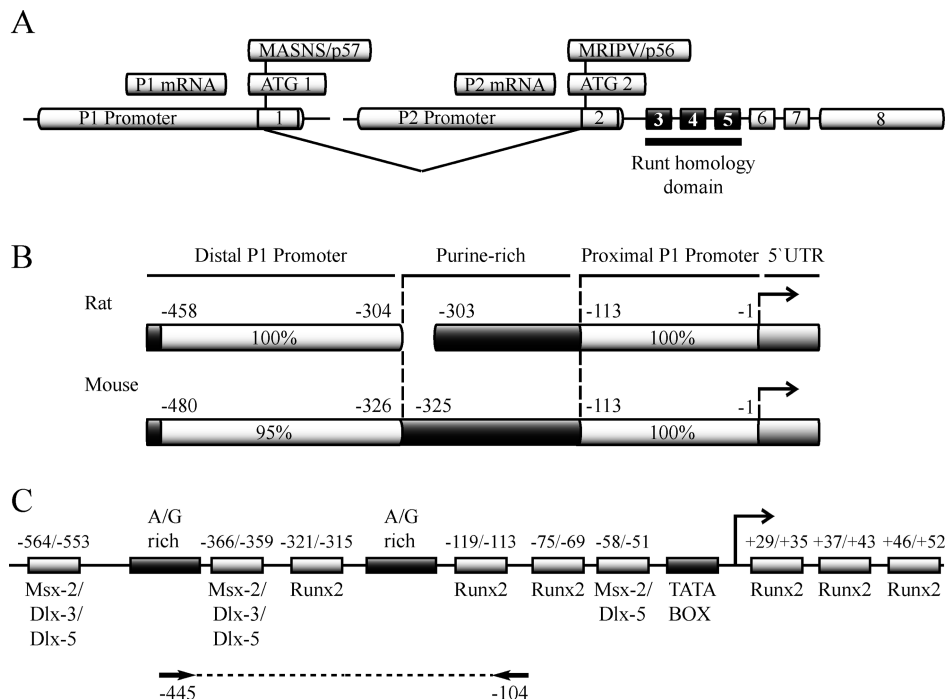 A
MASNS/p57
MRIPV/p56
P1 mRNA
ATG 1
P2 mRNA
ATG 2
P1 Promoter
1
P2 Promoter
2
3
4
5
6
7
8
Runt homology
domain
B
Distal P1 Promoter
Purine-rich
Proximal P1 Promoter
5`UTR
Rat
-458
-304
-303
-113
-1
100%
100%
Mouse
-480
-326
-325
-113
-1
95%
100%
C
A/G
rich
A/G
rich
-564/-553
-366/-359
-321/-315
-119/-113
-75/-69
-58/-51
+29/+35
+37/+43
+46/+52
Msx-2/
Dlx-3/
Dlx-5
Msx-2/
Dlx-3/
Dlx-5
Runx2
Runx2
Runx2
Msx-2/
Dlx-5
TATA
BOX
Runx2
Runx2
Runx2
-445
-104